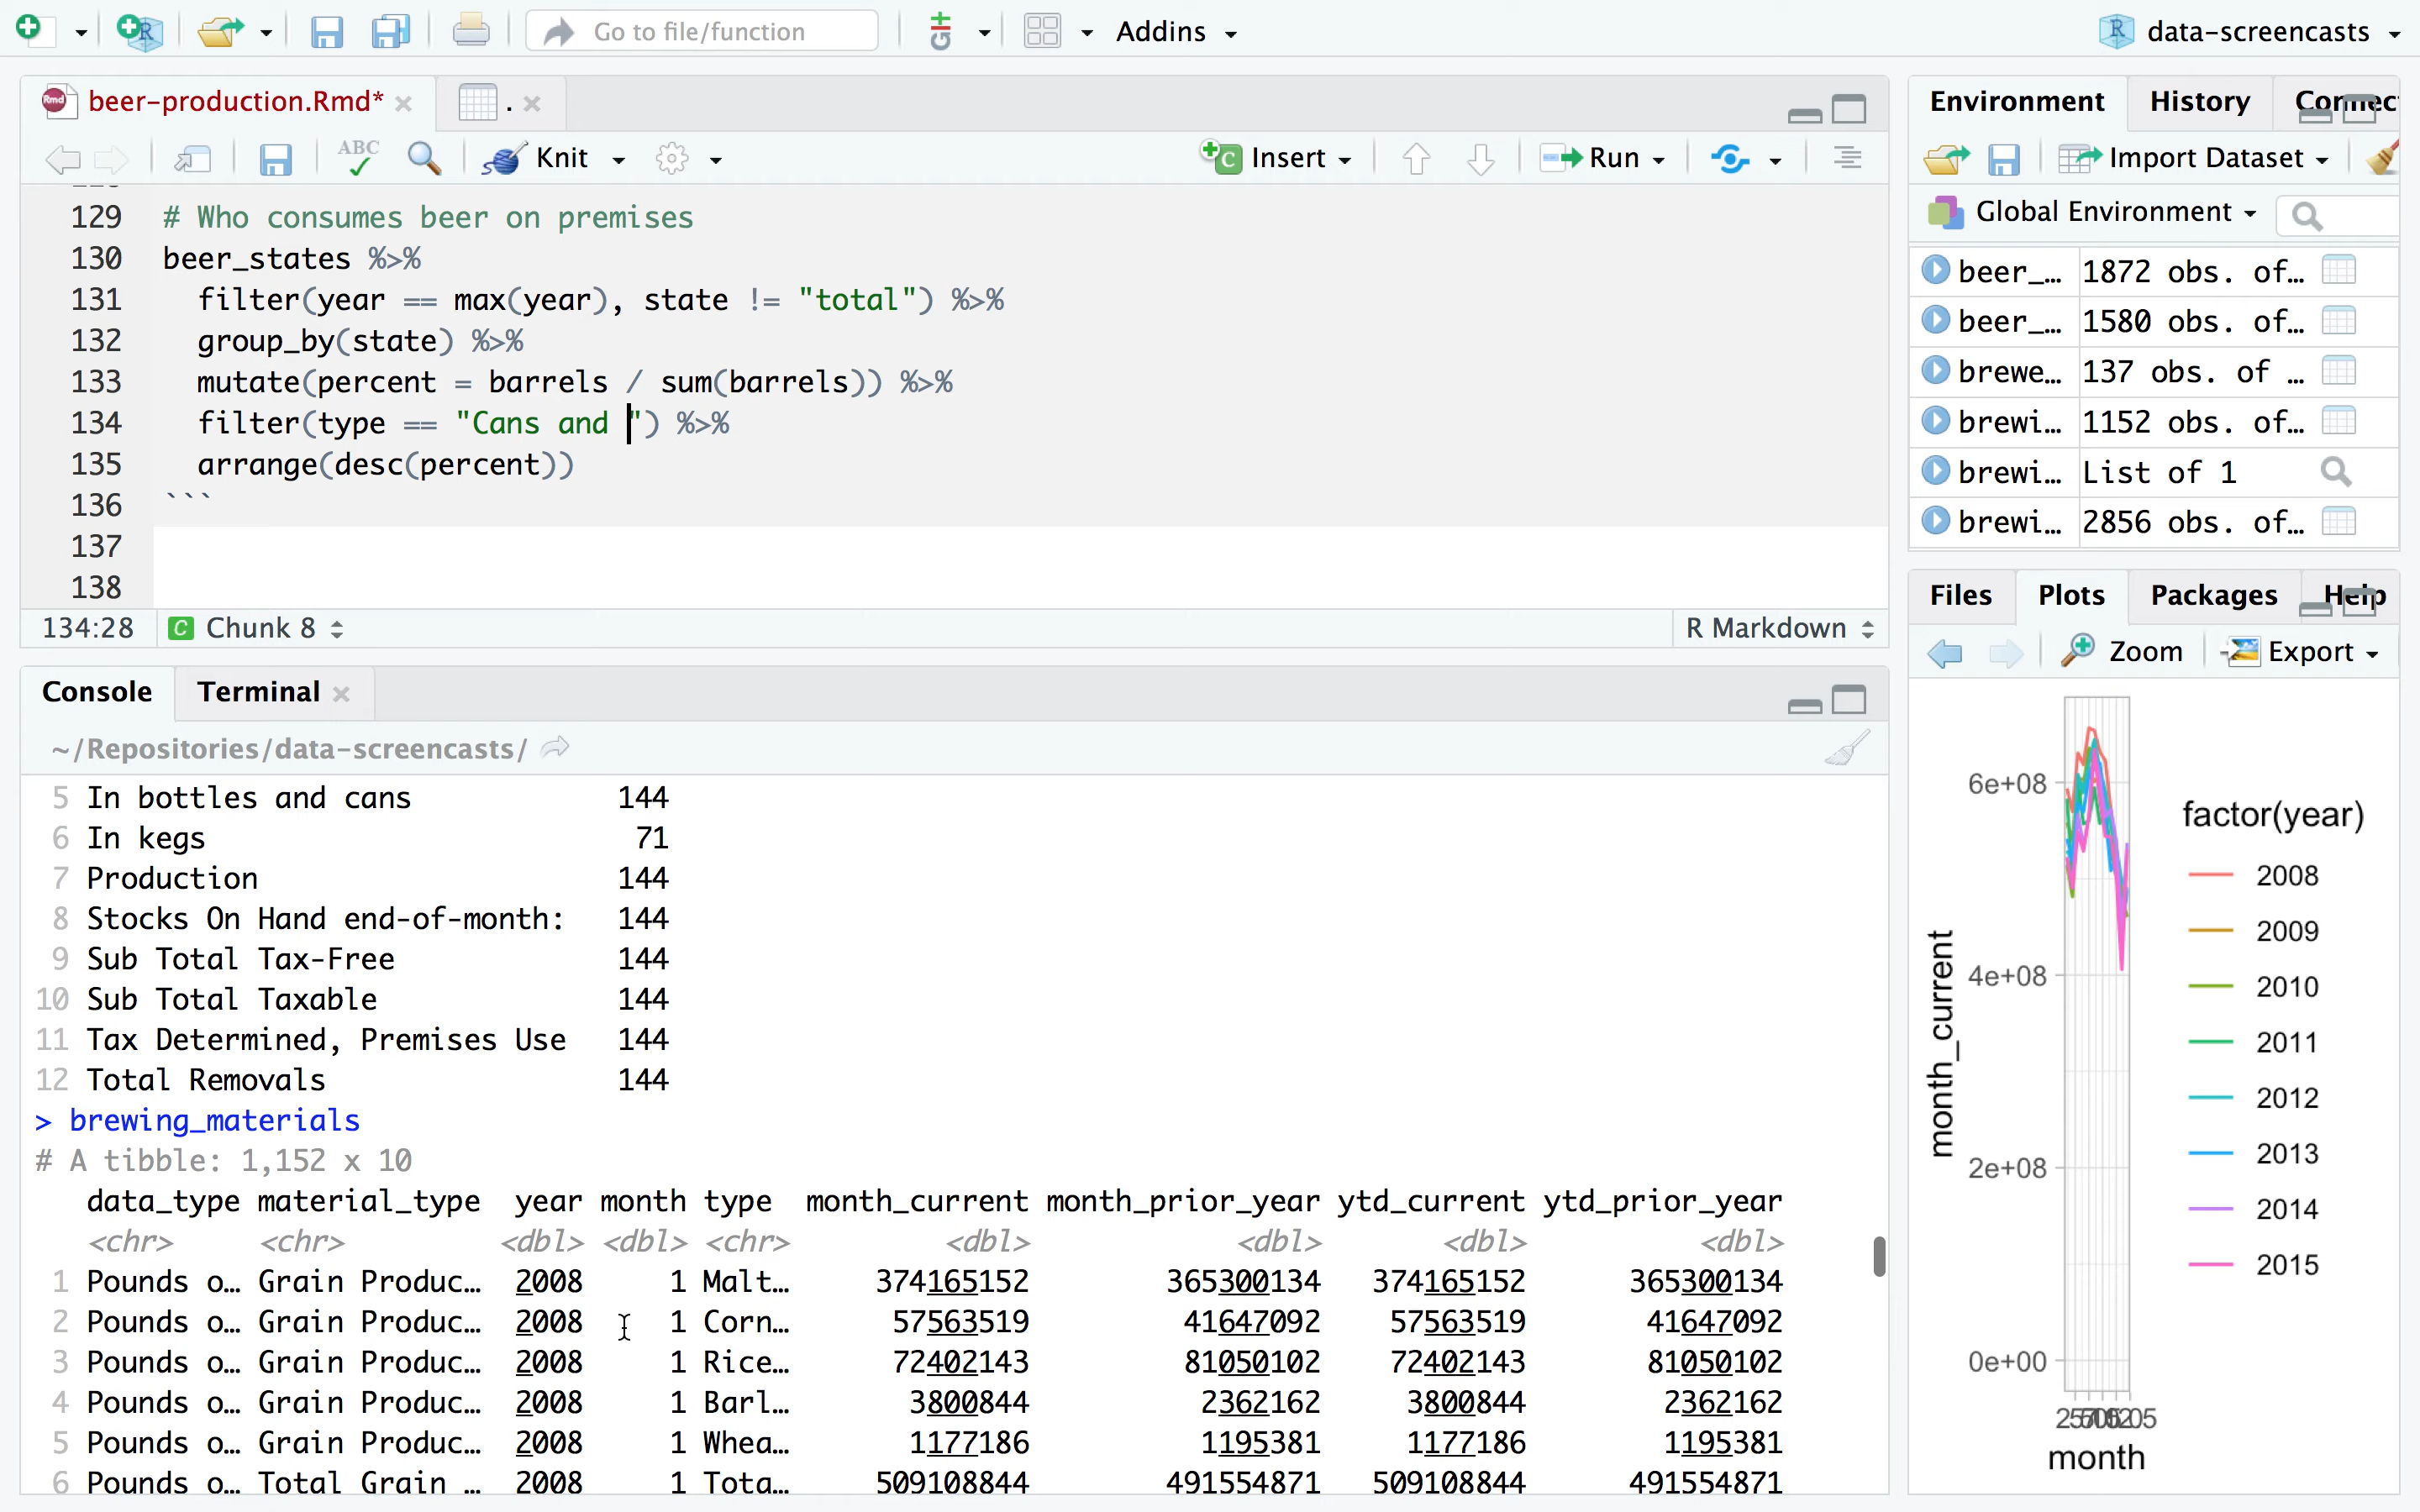 Go to file/function
Addins
data-screencasts
beer-production.Rmd*
.
ABC
Knit
Insert
Run
129 # Who consumes beer on premises
130 beer_states %>%
131 filter(year == max(year), state != "total") %>%
132 group_by(state) %>%
133 mutate(percent = barrels / sum(barrels)) %>%
134 filter(type == "Cans and ") %>%
135 arrange(desc(percent))
136 ```
137
138
134:28 C Chunk 8
R Markdown
Console
Terminal
~/Repositories/data-screencasts/
5 In bottles and cans 144
6 In kegs 71
7 Production 144
8 Stocks On Hand end-of-month: 144
9 Sub Total Tax-Free 144
10 Sub Total Taxable 144
11 Tax Determined, Premises Use 144
12 Total Removals 144
> brewing_materials
# A tibble: 1,152 x 10
data_type material_type year month type month_current month_prior_year ytd_current ytd_prior_year
<chr> <chr> <dbl> <dbl> <chr> <dbl> <dbl> <dbl> <dbl>
1 Pounds o… Grain Produc… 2008 1 Malt… 374165152 365300134 374165152 365300134
2 Pounds o… Grain Produc… 2008 1 Corn… 57563519 41647092 57563519 41647092
3 Pounds o… Grain Produc… 2008 1 Rice… 72402143 81050102 72402143 81050102
4 Pounds o… Grain Produc… 2008 1 Barl… 3800844 2362162 3800844 2362162
5 Pounds o… Grain Produc… 2008 1 Whea… 1177186 1195381 1177186 1195381
6 Pounds o… Total Grain … 2008 1 Tota… 509108844 491554871 509108844 491554871
Environment
History
Import Dataset
Global Environment
beer_… 1872 obs. of…
beer_… 1580 obs. of…
brewe… 137 obs. of …
brewi… 1152 obs. of…
brewi… List of 1
brewi… 2856 obs. of…
Files
Plots
Packages
Help
Zoom
Export
6e+08
4e+08
2e+08
0e+00
month_current
month
factor(year)
2008
2009
2010
2011
2012
2013
2014
2015